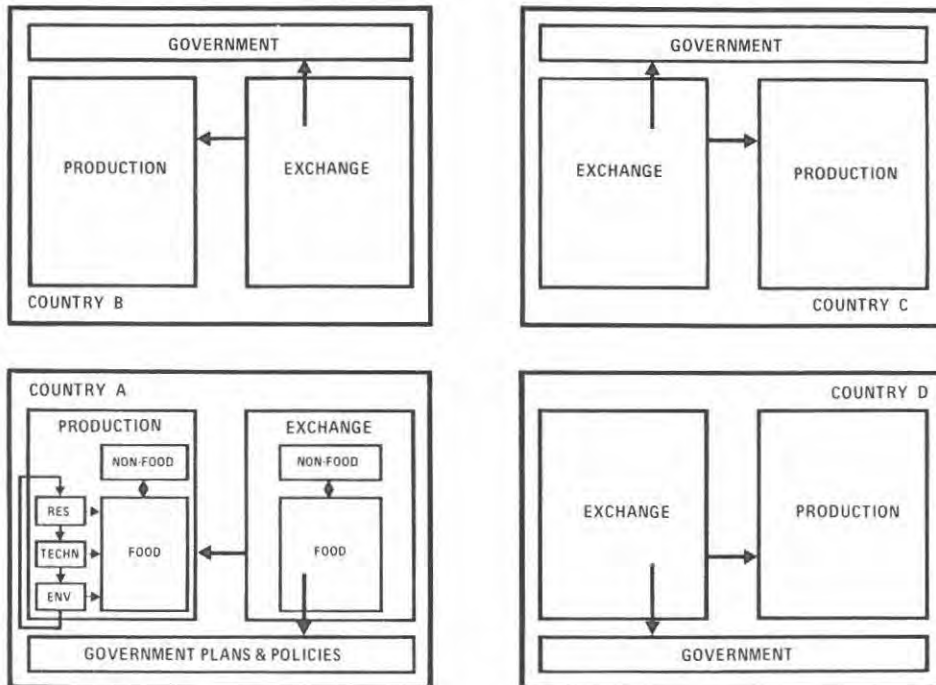 GOVERNMENT
PRODUCTION
EXCHANGE
COUNTRY B
GOVERNMENT
EXCHANGE
PRODUCTION
COUNTRY C
COUNTRY A
PRODUCTION
EXCHANGE
NON-FOOD
NON-FOOD
RES
TECHN
FOOD
FOOD
ENV
GOVERNMENT PLANS & POLICIES
COUNTRY D
EXCHANGE
PRODUCTION
GOVERNMENT